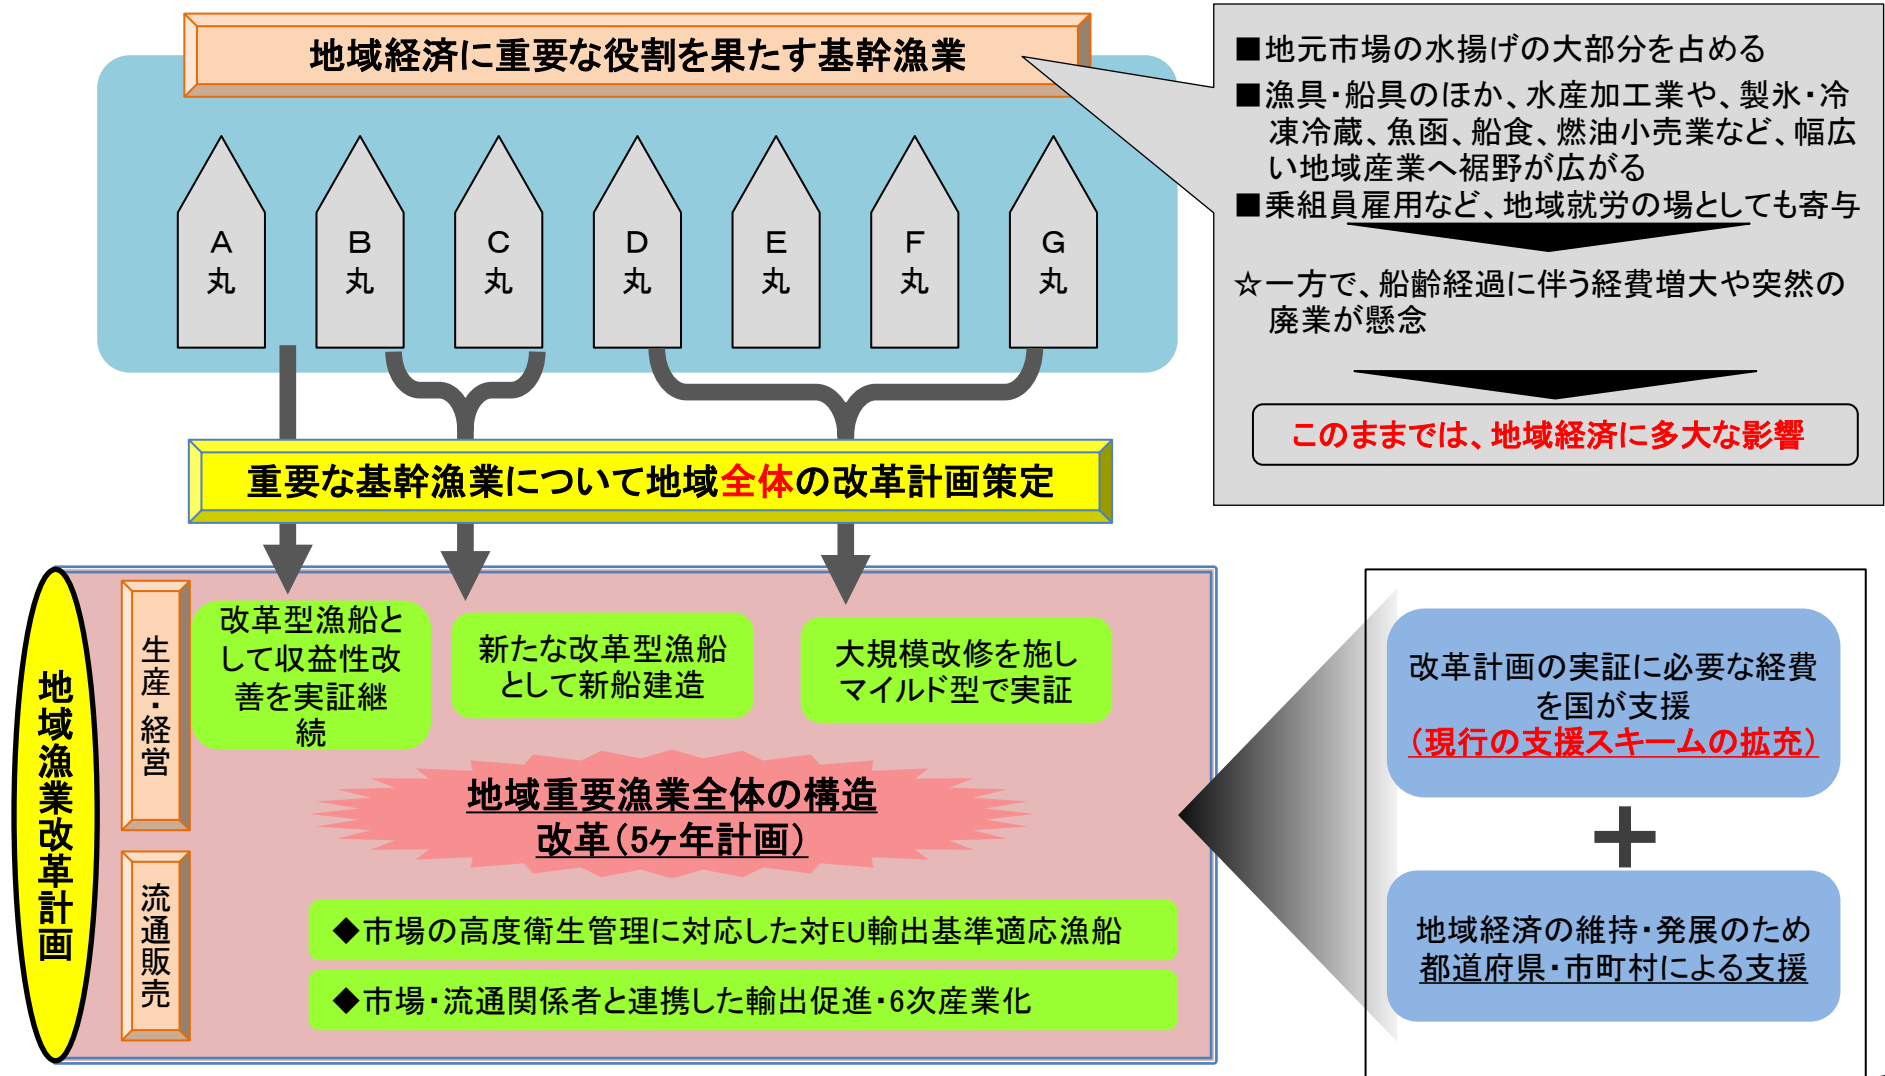 地域経済に重要な役割を果たす基幹漁業
A
丸
B
丸
C
丸
D
丸
E
丸
F
丸
G
丸
■地元市場の水揚げの大部分を占める
■漁具・船具のほか、水産加工業や、製氷・冷
凍冷蔵、魚函、船食、燃油小売業など、幅広
い地域産業へ裾野が広がる
■乗組員雇用など、地域就労の場としても寄与
☆一方で、船齢経過に伴う経費増大や突然の
廃業が懸念
このままでは、地域経済に多大な影響
重要な基幹漁業について地域全体の改革計画策定
地域漁業改革計画
生産・経営
改革型漁船と
して収益性改
善を実証継
続
新たな改革型漁船
として新船建造
大規模改修を施し
マイルド型で実証
地域重要漁業全体の構造
改革（5ヶ年計画）
流通販売
◆市場の高度衛生管理に対応した対EU輸出基準適応漁船
◆市場・流通関係者と連携した輸出促進・6次産業化
改革計画の実証に必要な経費
を国が支援
（現行の支援スキームの拡充）
＋
地域経済の維持・発展のため
都道府県・市町村による支援